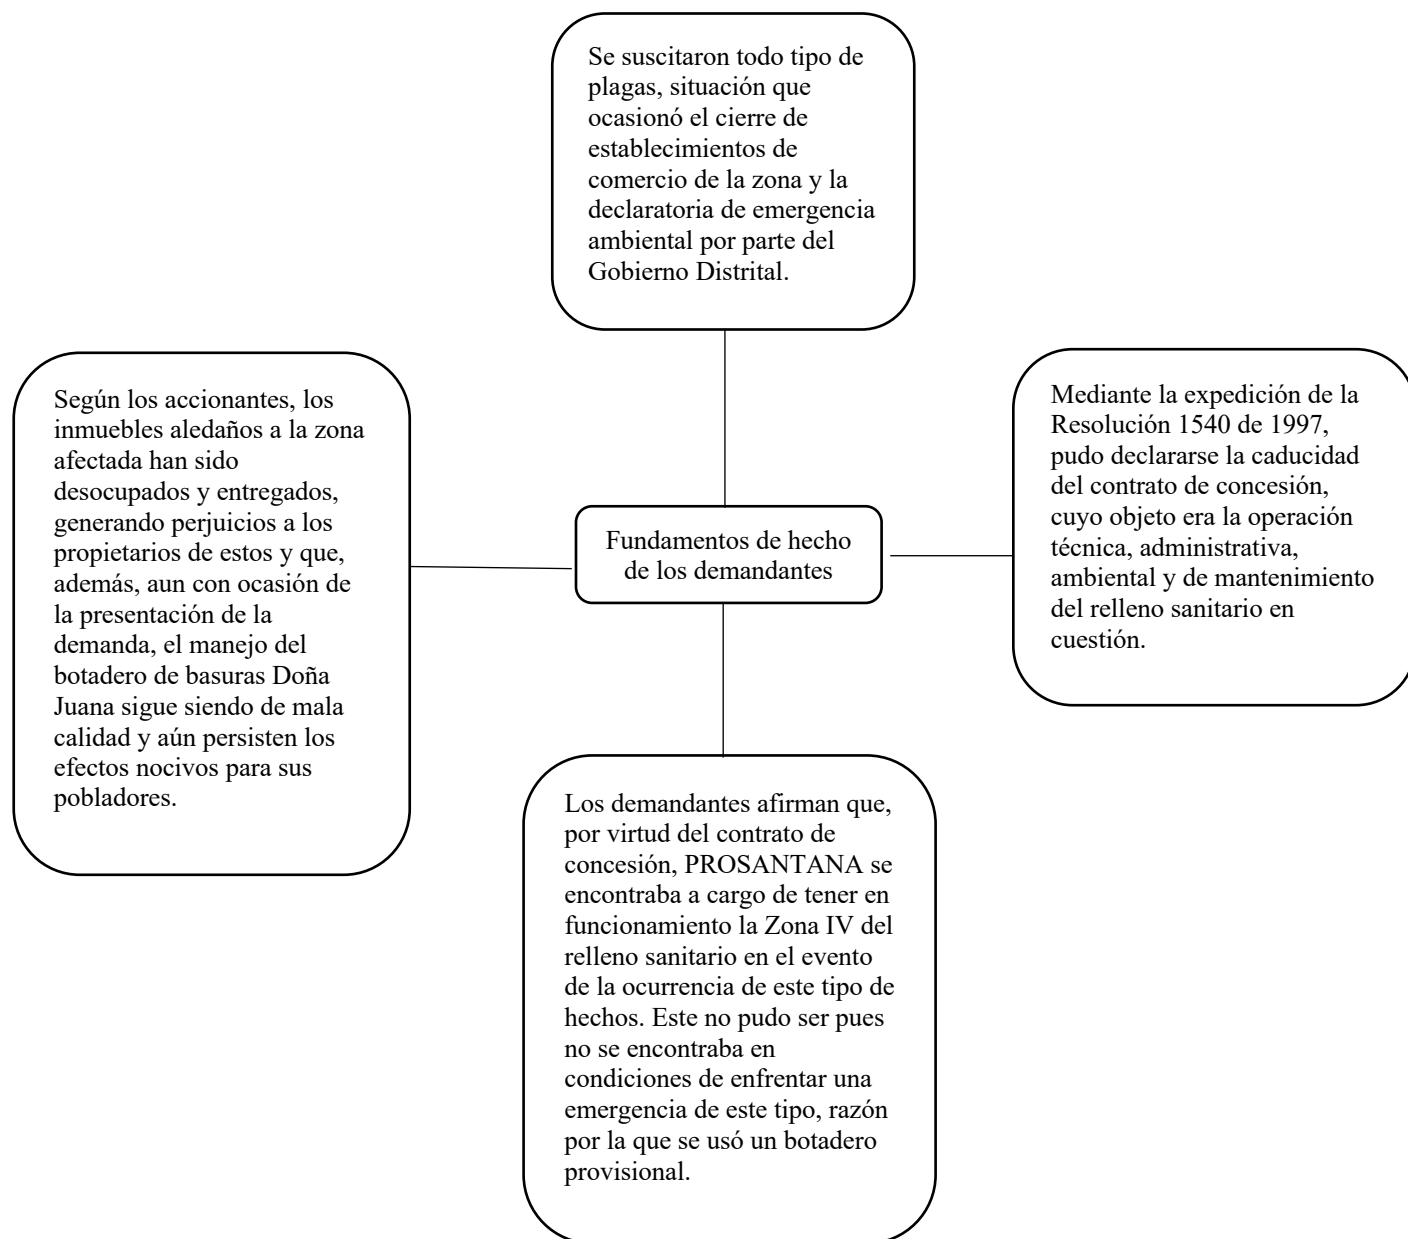 Se suscitaron todo tipo de
plagas, situación que
ocasionó el cierre de
establecimientos de
comercio de la zona y la
declaratoria de emergencia
ambiental por parte del
Gobierno Distrital.
Según los accionantes, los
inmuebles aledaños a la zona
afectada han sido
desocupados y entregados,
generando perjuicios a los
propietarios de estos y que,
además, aun con ocasión de
la presentación de la
demanda, el manejo del
botadero de basuras Doña
Juana sigue siendo de mala
calidad y aún persisten los
efectos nocivos para sus
pobladores.
Fundamentos de hecho
de los demandantes
Mediante la expedición de la
Resolución 1540 de 1997,
pudo declararse la caducidad
del contrato de concesión,
cuyo objeto era la operación
técnica, administrativa,
ambiental y de mantenimiento
del relleno sanitario en
cuestión.
Los demandantes afirman que,
por virtud del contrato de
concesión, PROSANTANA se
encontraba a cargo de tener en
funcionamiento la Zona IV del
relleno sanitario en el evento
de la ocurrencia de este tipo de
hechos. Este no pudo ser pues
no se encontraba en
condiciones de enfrentar una
emergencia de este tipo, razón
por la que se usó un botadero
provisional.